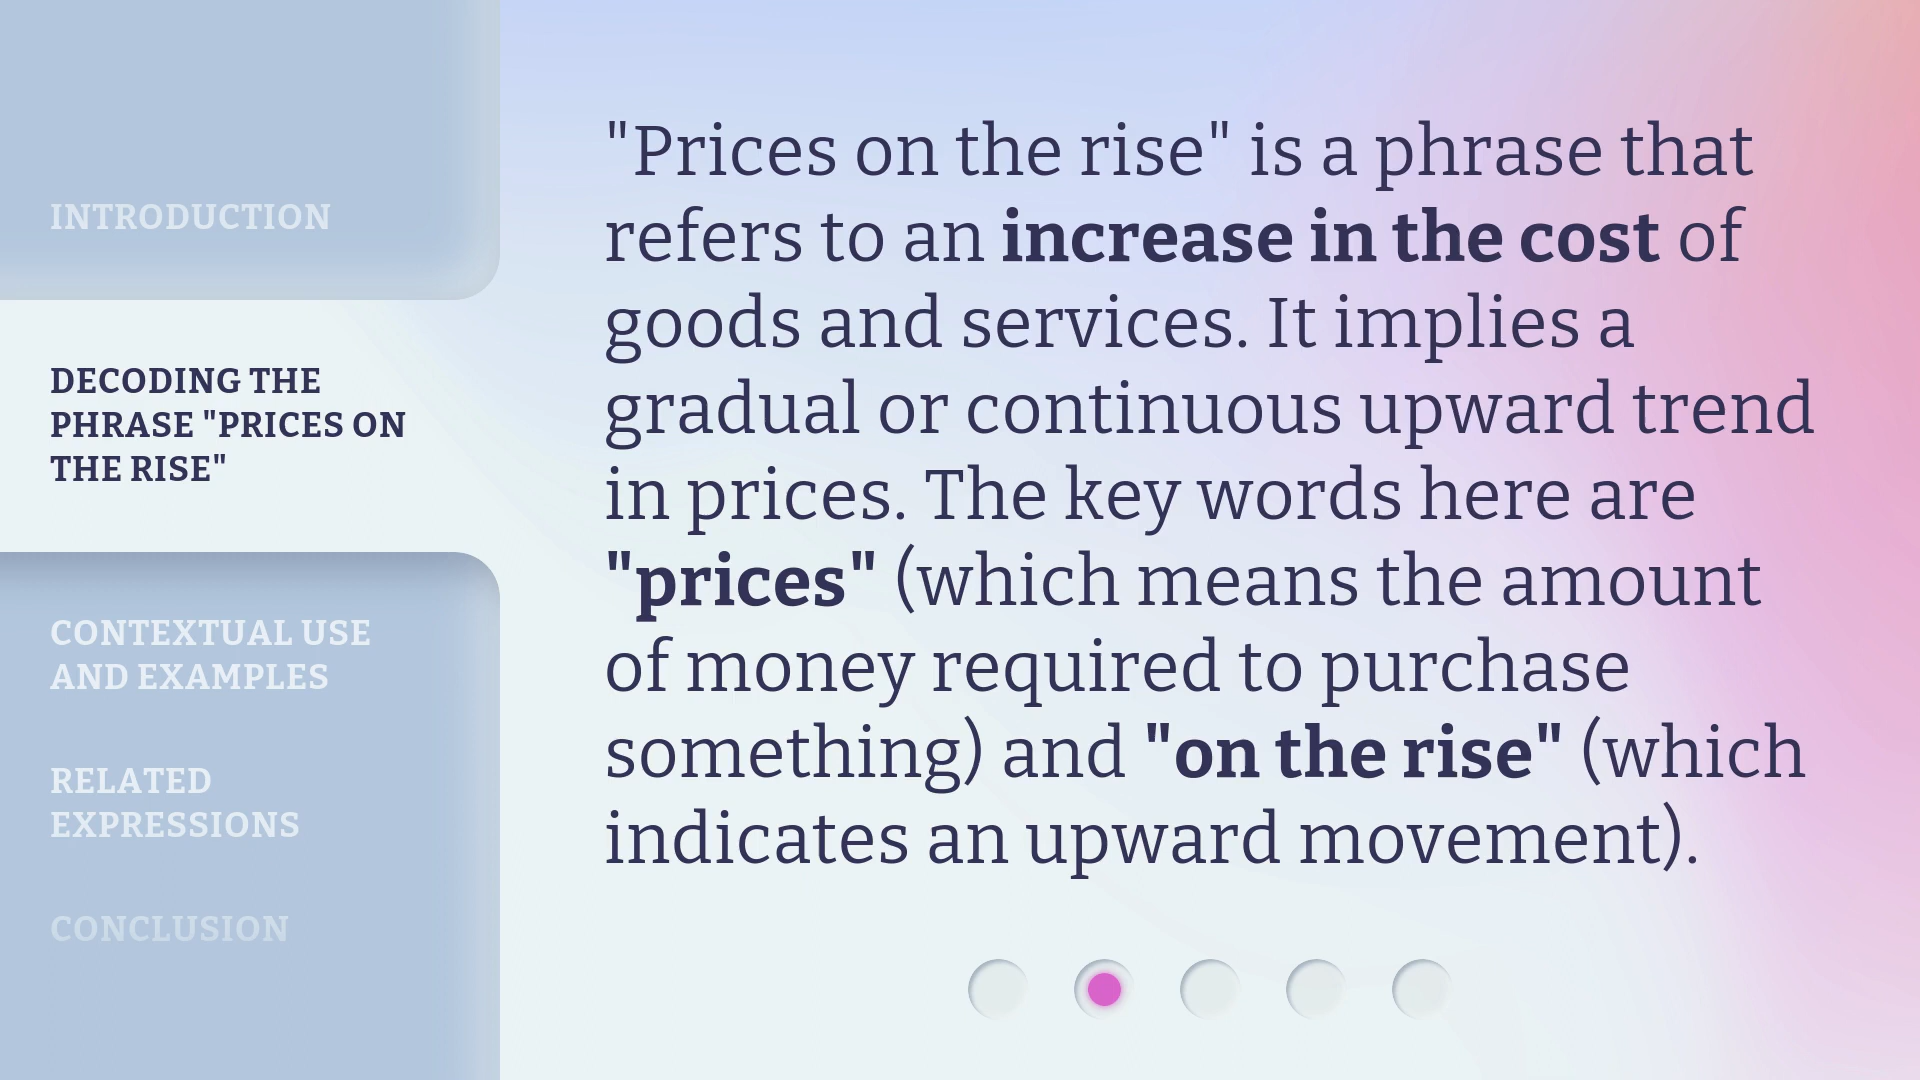 INTRODUCTION
DECODING THE
PHRASE "PRICES ON
THE RISE"
CONTEXTUAL USE
AND EXAMPLES
RELATED
EXPRESSIONS
CONCLUSION
"Prices on the rise" is a phrase that
refers to an increase in the cost of
goods and services. It implies a
gradual or continuous upward trend
in prices. The key words here are
"prices" (which means the amount
of money required to purchase
something) and "on the rise" (which
indicates an upward movement).